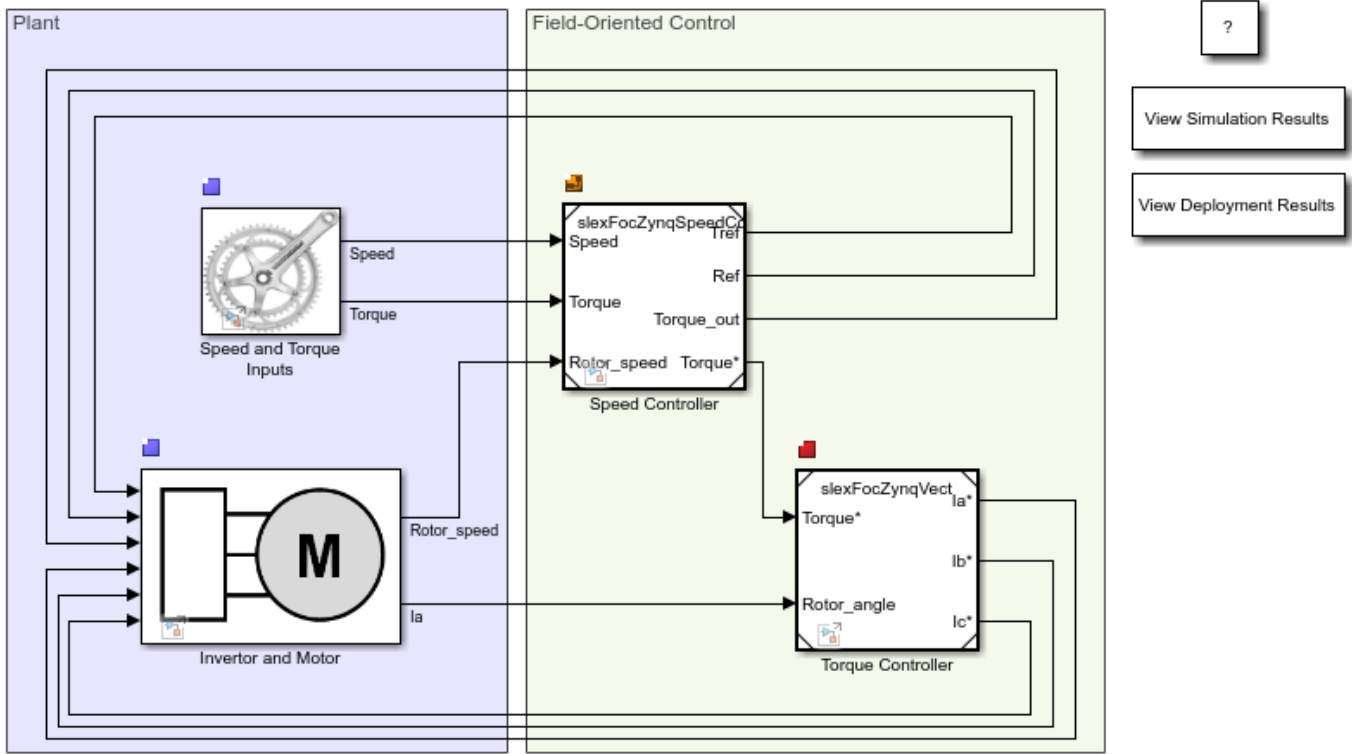 Plant
Field-Oriented Control
?
View Simulation Results
View Deployment Results
Speed
Torque
Speed and Torque
Inputs
slexFocZynqSpeedCo
Speed
Tref
Ref
Torque
Torque_out
Rotor_speed
Torque*
Speed Controller
M
Rotor_speed
Ia
Invertor and Motor
slexFocZynqVect
Ia*
Torque*
Ib*
Rotor_angle
Ic*
Torque Controller